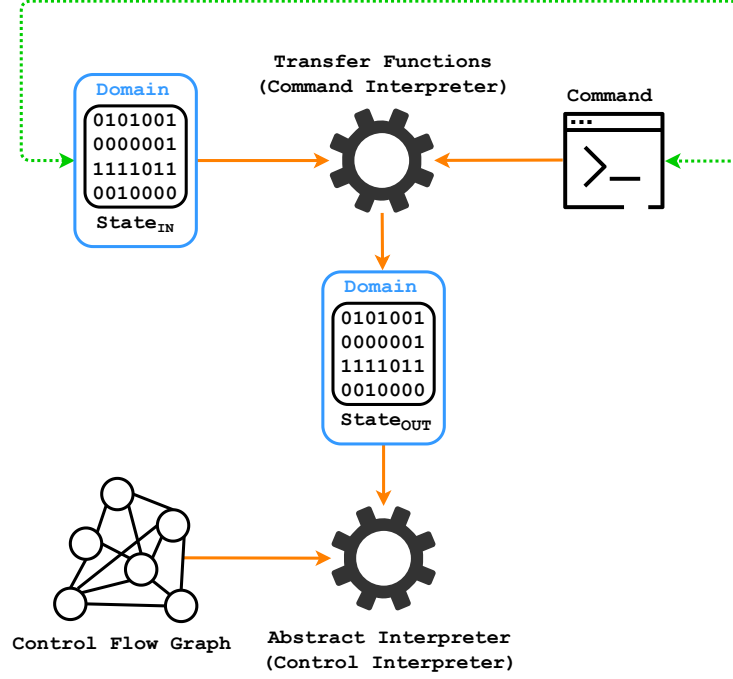 Transfer Functions
(Command Interpreter)
Domain
0101001
0000001
1111011
0010000
StateIN
Command
>_
Domain
0101001
0000001
1111011
0010000
StateOUT
Control Flow Graph
Abstract Interpreter
(Control Interpreter)